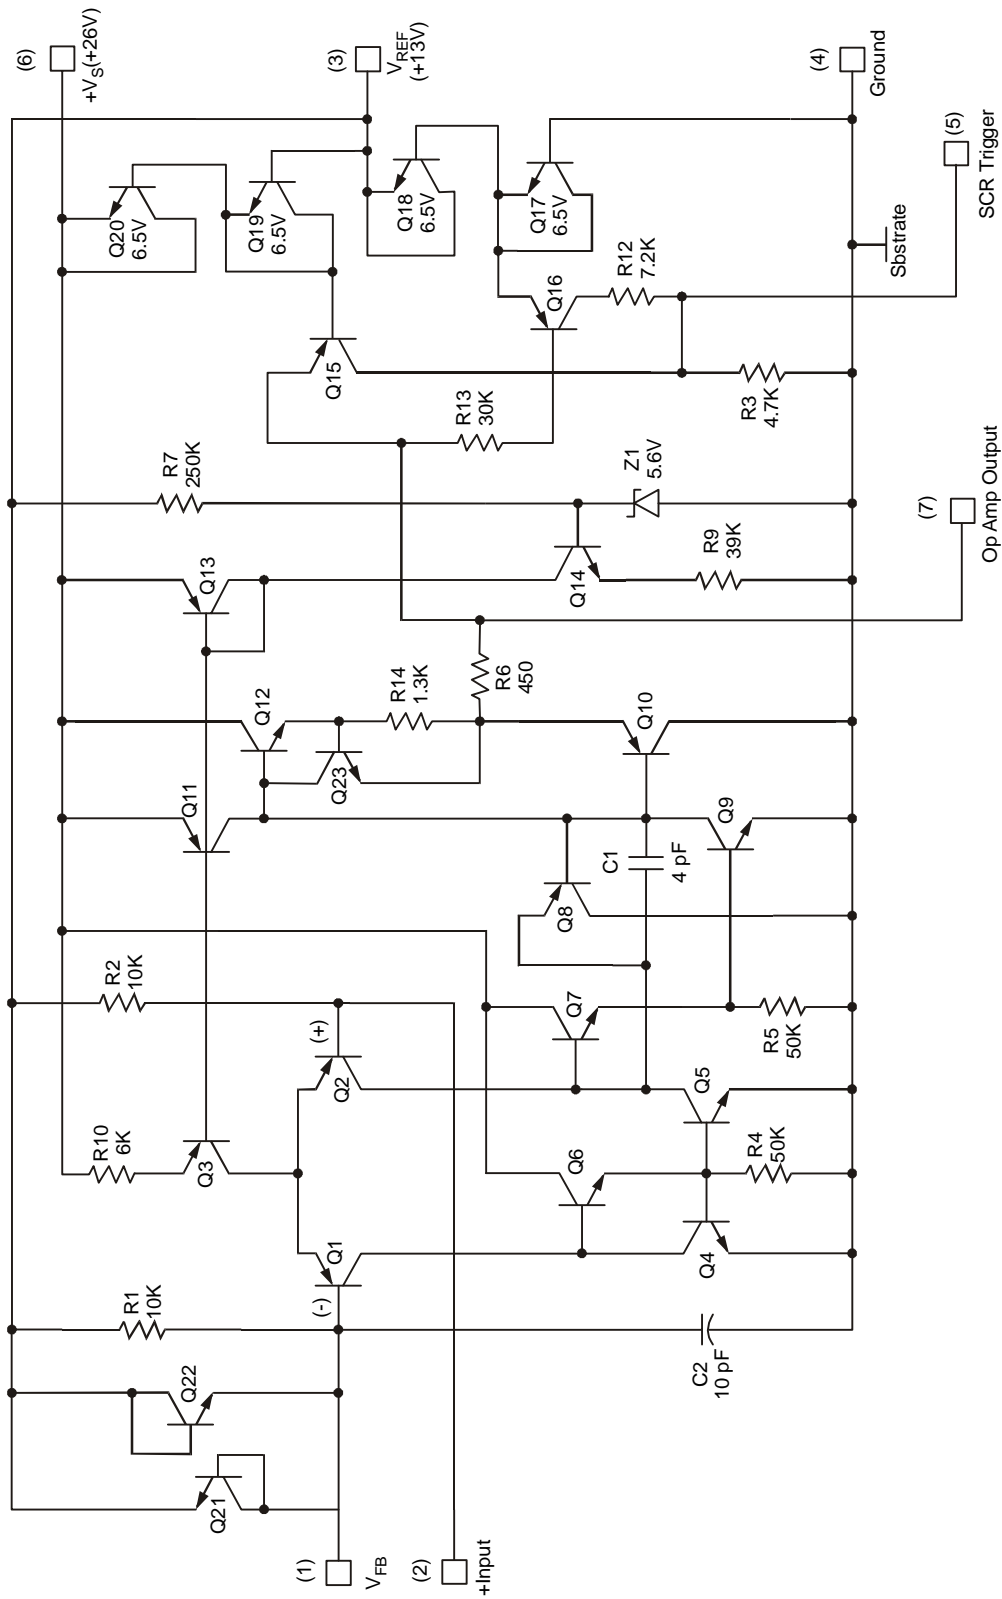 (6)
+VS(+26V)
(3)
VREF
(+13V)
(4)
Ground
(5)
SCR Trigger
Sbstrate
Q20
6.5V
Q19
6.5V
Q18
6.5V
Q17
6.5V
R12
7.2K
Q16
Q15
R3
4.7K
R13
30K
R7
250K
Z1
5.6V
(7)
Op Amp Output
Q13
Q14
R9
39K
R6
450
R14
1.3K
Q12
Q23
Q10
Q11
Q9
C1
4 pF
Q8
R2
10K
(+)
Q7
R5
50K
Q2
Q5
R10
6K
Q3
Q6
R4
50K
Q1
Q4
(-)
R1
10K
C2
10 pF
Q22
Q21
(1)
VFB
(2)
+Input